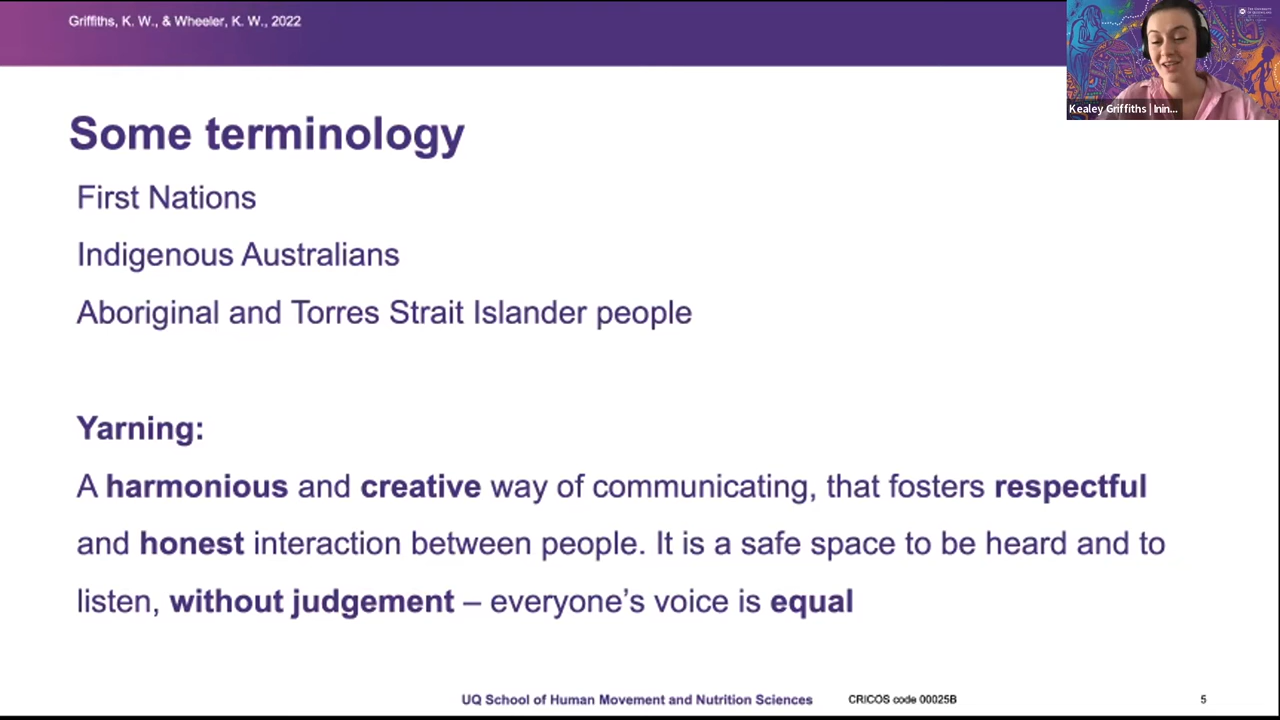 Griffiths, K. W., & Wheeler, K. W., 2022
Kealey Griffiths | Inin...
Some terminology
First Nations
Indigenous Australians
Aboriginal and Torres Strait Islander people
Yarning:
A harmonious and creative way of communicating, that fosters respectful
and honest interaction between people. It is a safe space to be heard and to
listen, without judgement – everyone’s voice is equal
UQ School of Human Movement and Nutrition Sciences
CRICOS code 00025B
5